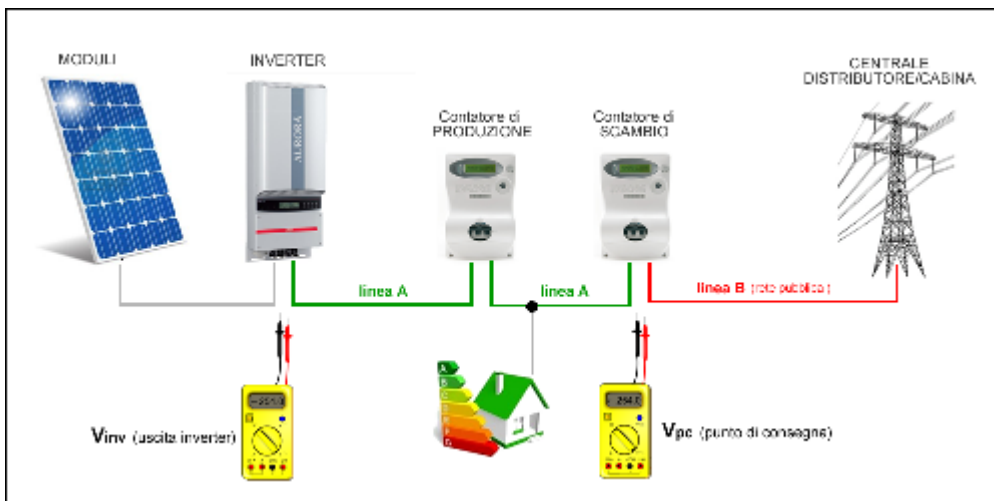 MODULI
INVERTER
CENTRALE
DISTRIBUTORE/CABINA
Contatore di
PRODUZIONE
Contatore di
SCAMBIO
AURORA
linea A
linea A
linea B (rete pubblica)
A
B
C
Vinv (uscita inverter)
Vpc (punto di consegna)